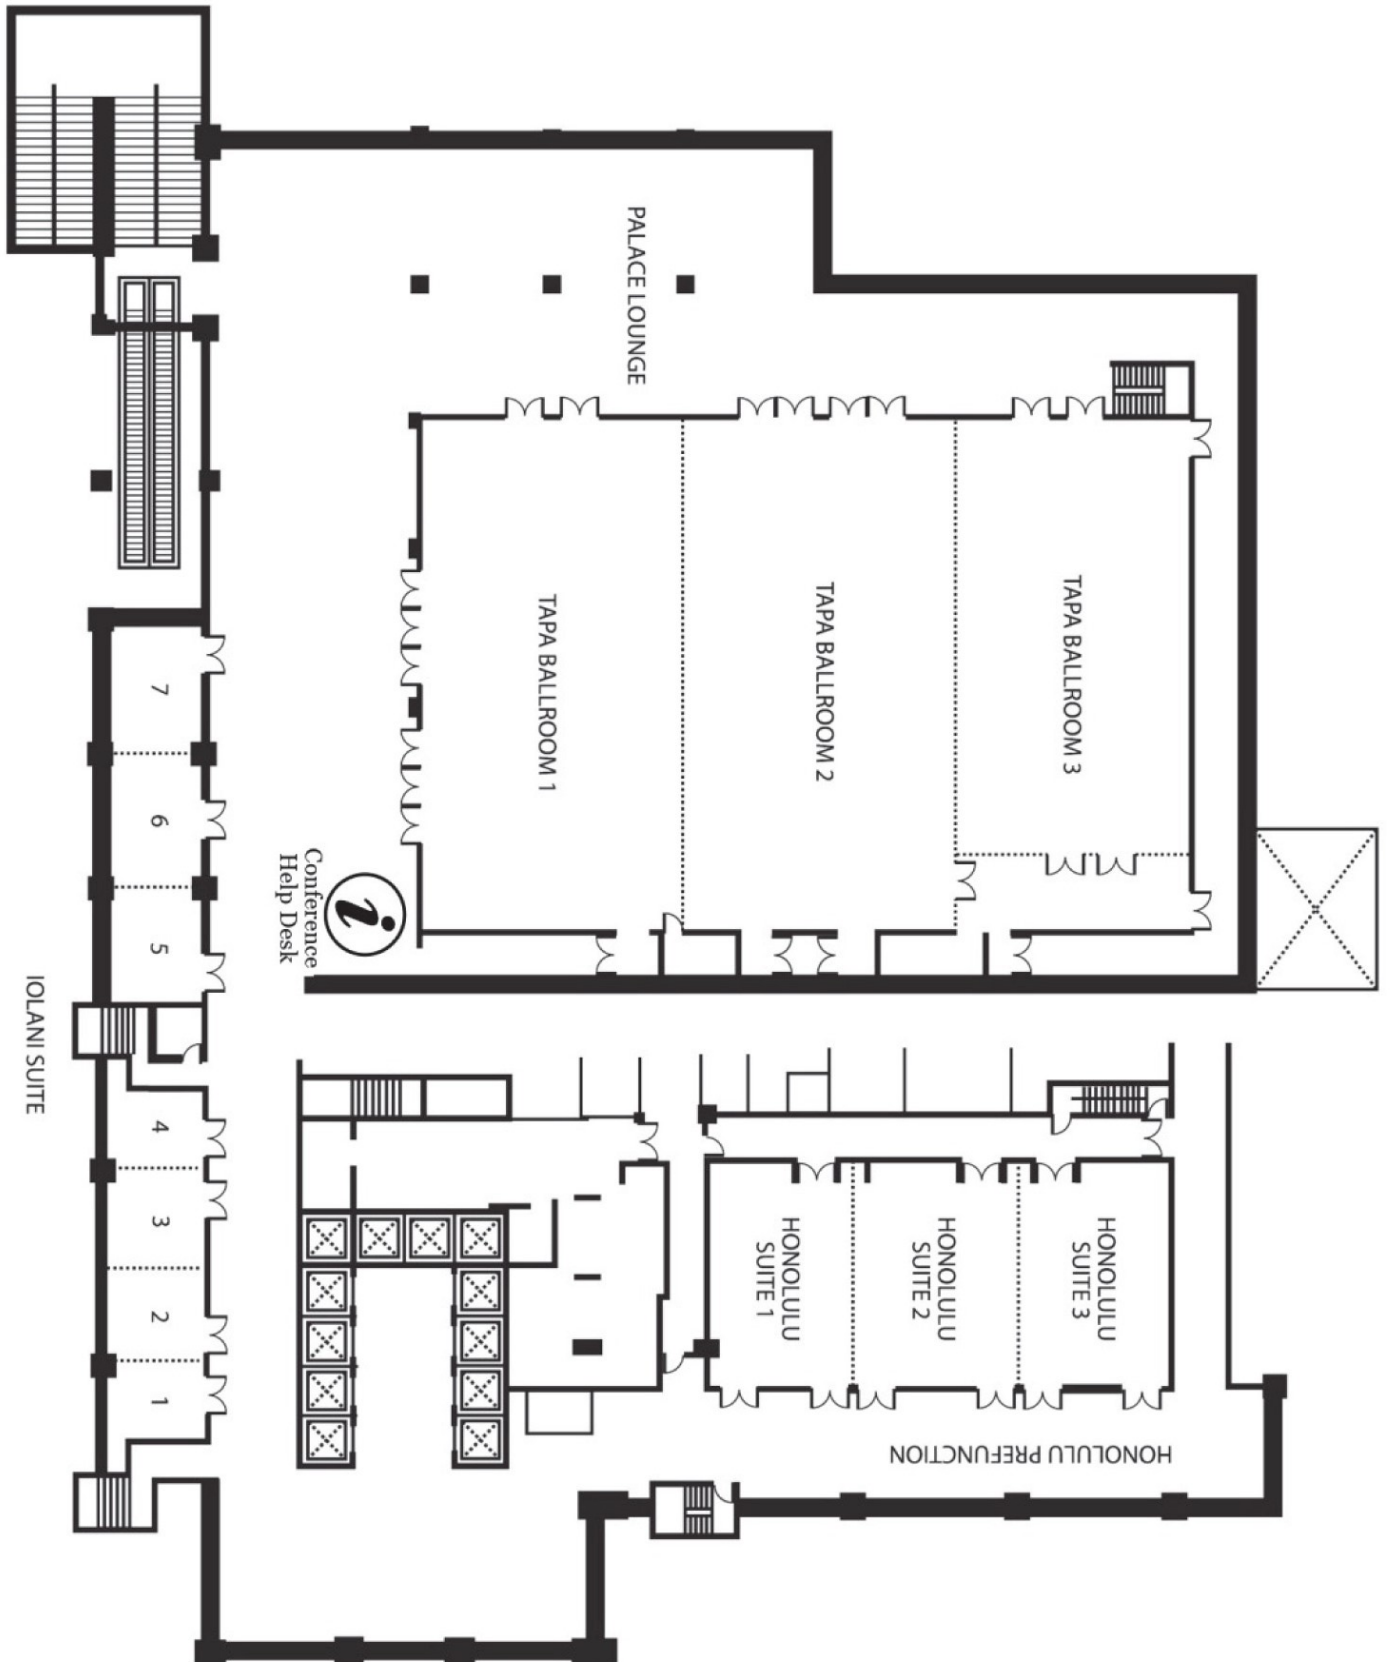 PALACE LOUNGE
TAPA BALLROOM 1
TAPA BALLROOM 2
TAPA BALLROOM 3
Conference
Help Desk
i
7
6
5
4
3
2
1
IOLANI SUITE
HONOLULU
SUITE 1
HONOLULU
SUITE 2
HONOLULU
SUITE 3
HONOLULU PREFUNCTION